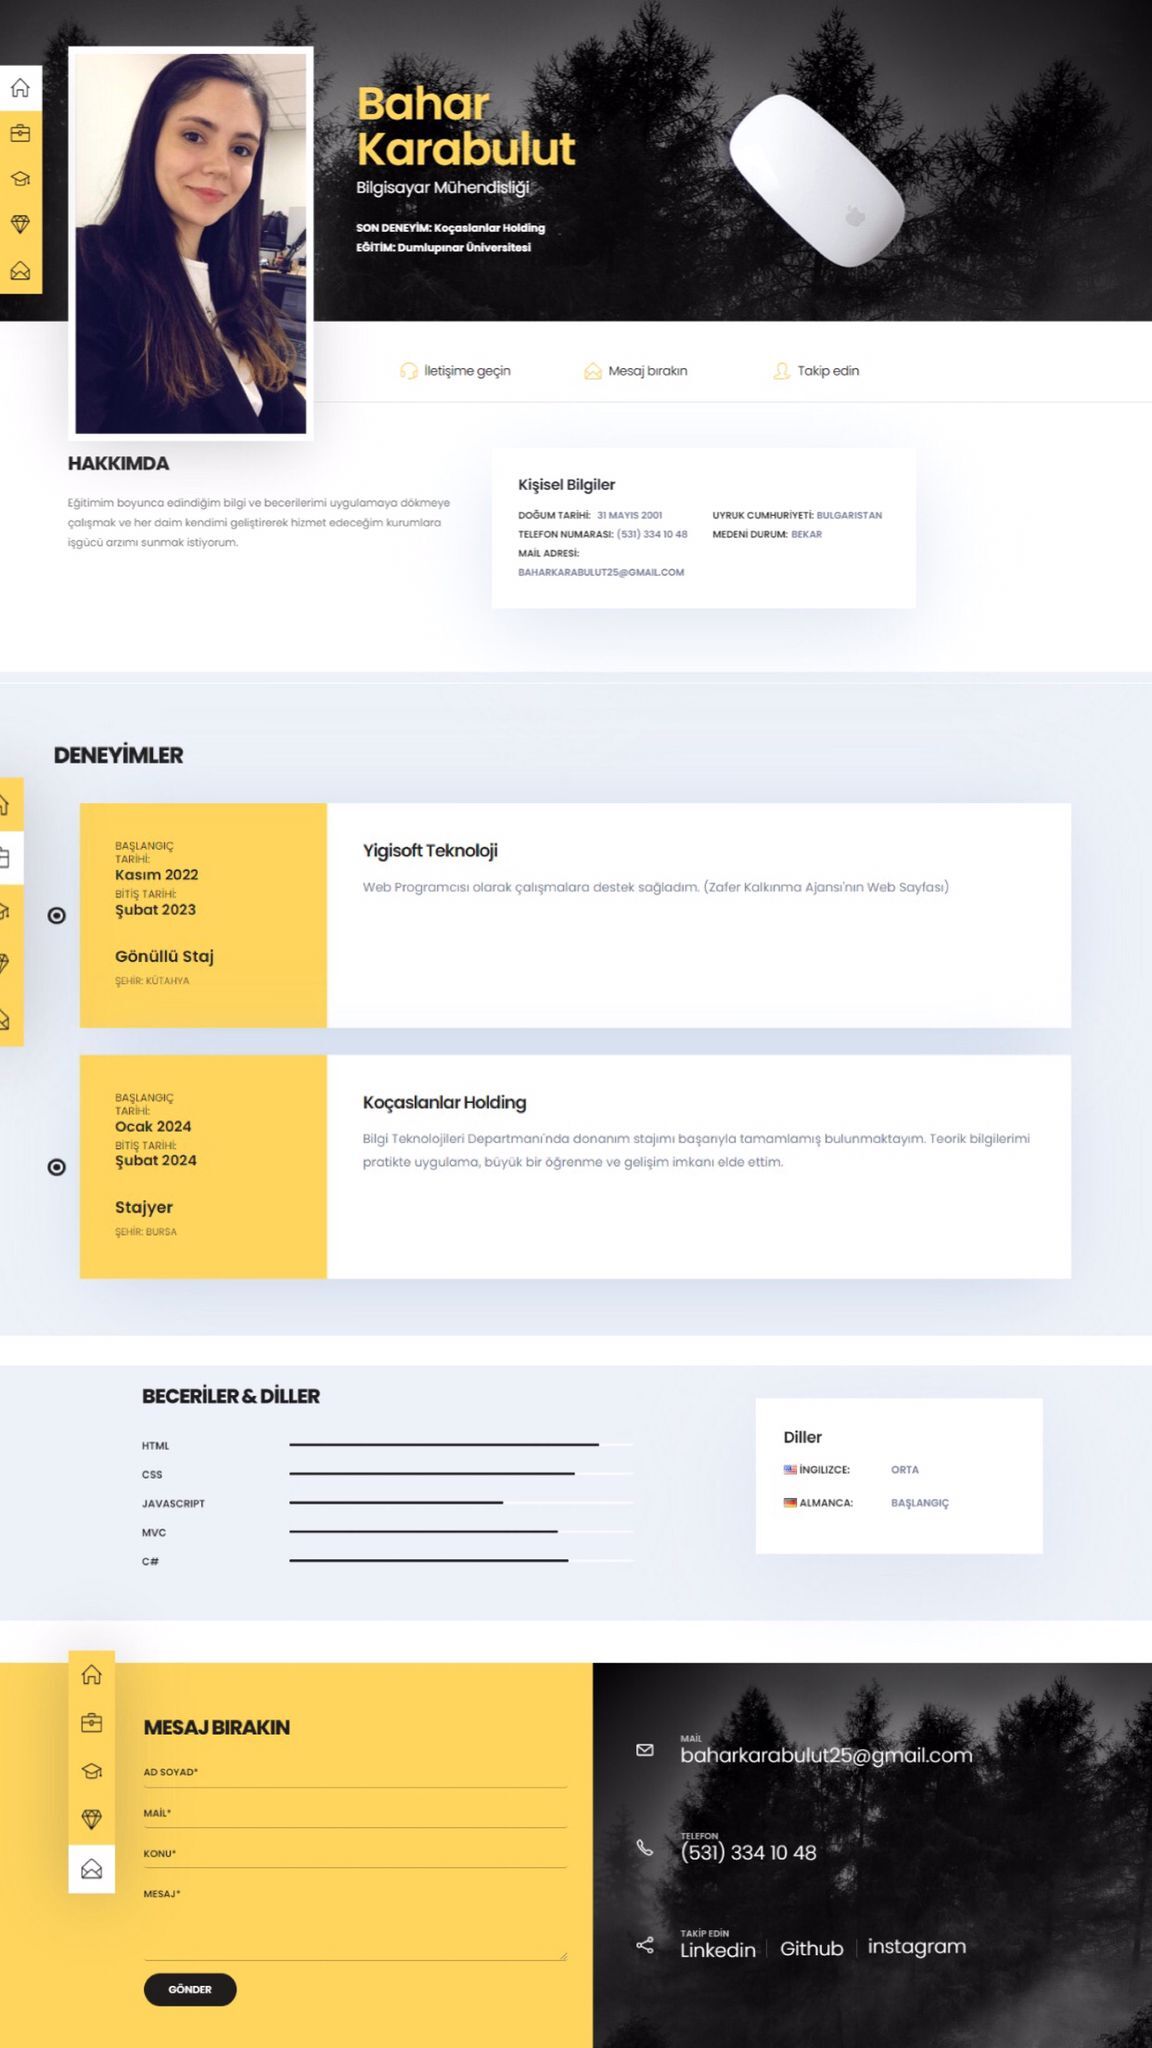 Bahar
Karabulut
Bilgisayar Mühendisliği
SON DENEYİM: Koçaslanlar Holding
EĞİTİM: Dumlupınar Üniversitesi
İletişime geçin
Mesaj bırakın
Takip edin
HAKKIMDA
Eğitimim boyunca edindiğim bilgi ve becerilerimi uygulamaya dökmeye
çalışmak ve her daim kendimi geliştirerek hizmet edeceğim kurumlara
işgücü arzımı sunmak istiyorum.
Kişisel Bilgiler
DOĞUM TARİHİ: 31 MAYIS 2001
UYRUK CUMHURİYETİ: BULGARISTAN
TELEFON NUMARASI: (531) 334 10 48
MEDENİ DURUM: BEKAR
MAİL ADRESİ:
BAHARKARABULUT25@GMAIL.COM
DENEYİMLER
BAŞLANGIÇ
TARİHİ:
Kasım 2022
BİTİŞ TARİHİ:
Şubat 2023
Gönüllü Staj
ŞEHİR: KÜTAHYA
Yigisoft Teknoloji
Web Programcısı olarak çalışmalara destek sağladım. (Zafer Kalkınma Ajansı'nın Web Sayfası)
BAŞLANGIÇ
TARİHİ:
Ocak 2024
BİTİŞ TARİHİ:
Şubat 2024
Stajyer
ŞEHİR: BURSA
Koçaslanlar Holding
Bilgi Teknolojileri Departmanı'nda donanım stajımı başarıyla tamamlamış bulunmaktayım. Teorik bilgilerimi
pratikte uygulama, büyük bir öğrenme ve gelişim imkanı elde ettim.
BECERİLER & DİLLER
HTML
CSS
JAVASCRIPT
MVC
C#
Diller
İNGILIZCE: ORTA
ALMANCA: BAŞLANGIÇ
MESAJ BIRAKIN
AD SOYAD*
MAİL*
KONU*
MESAJ*
GÖNDER
MAİL
baharkarabulut25@gmail.com
TELEFON
(531) 334 10 48
TAKİP EDİN
Linkedin
Github
instagram